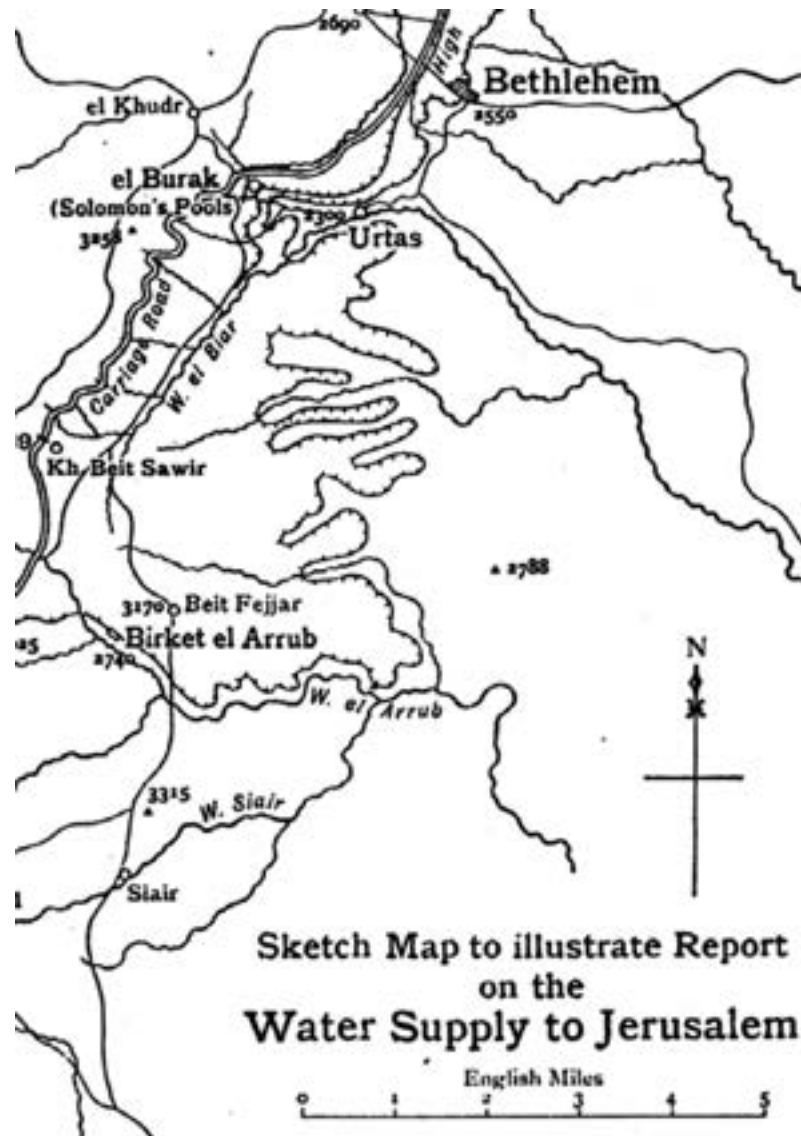 2690
High
Bethlehem
2550
el Khudr
el Burak
(Solomon's Pools)
2300
Urtas
3258
Carriage Road
W. el Biar
9
Kh. Beit Sawir
2788
3170 Beit Fejjar
Birket el Arrub
2740
W. el Arrub
N
3315
W. Siair
Siair
Sketch Map to illustrate Report
on the
Water Supply to Jerusalem
English Miles
0 1 2 3 4 5